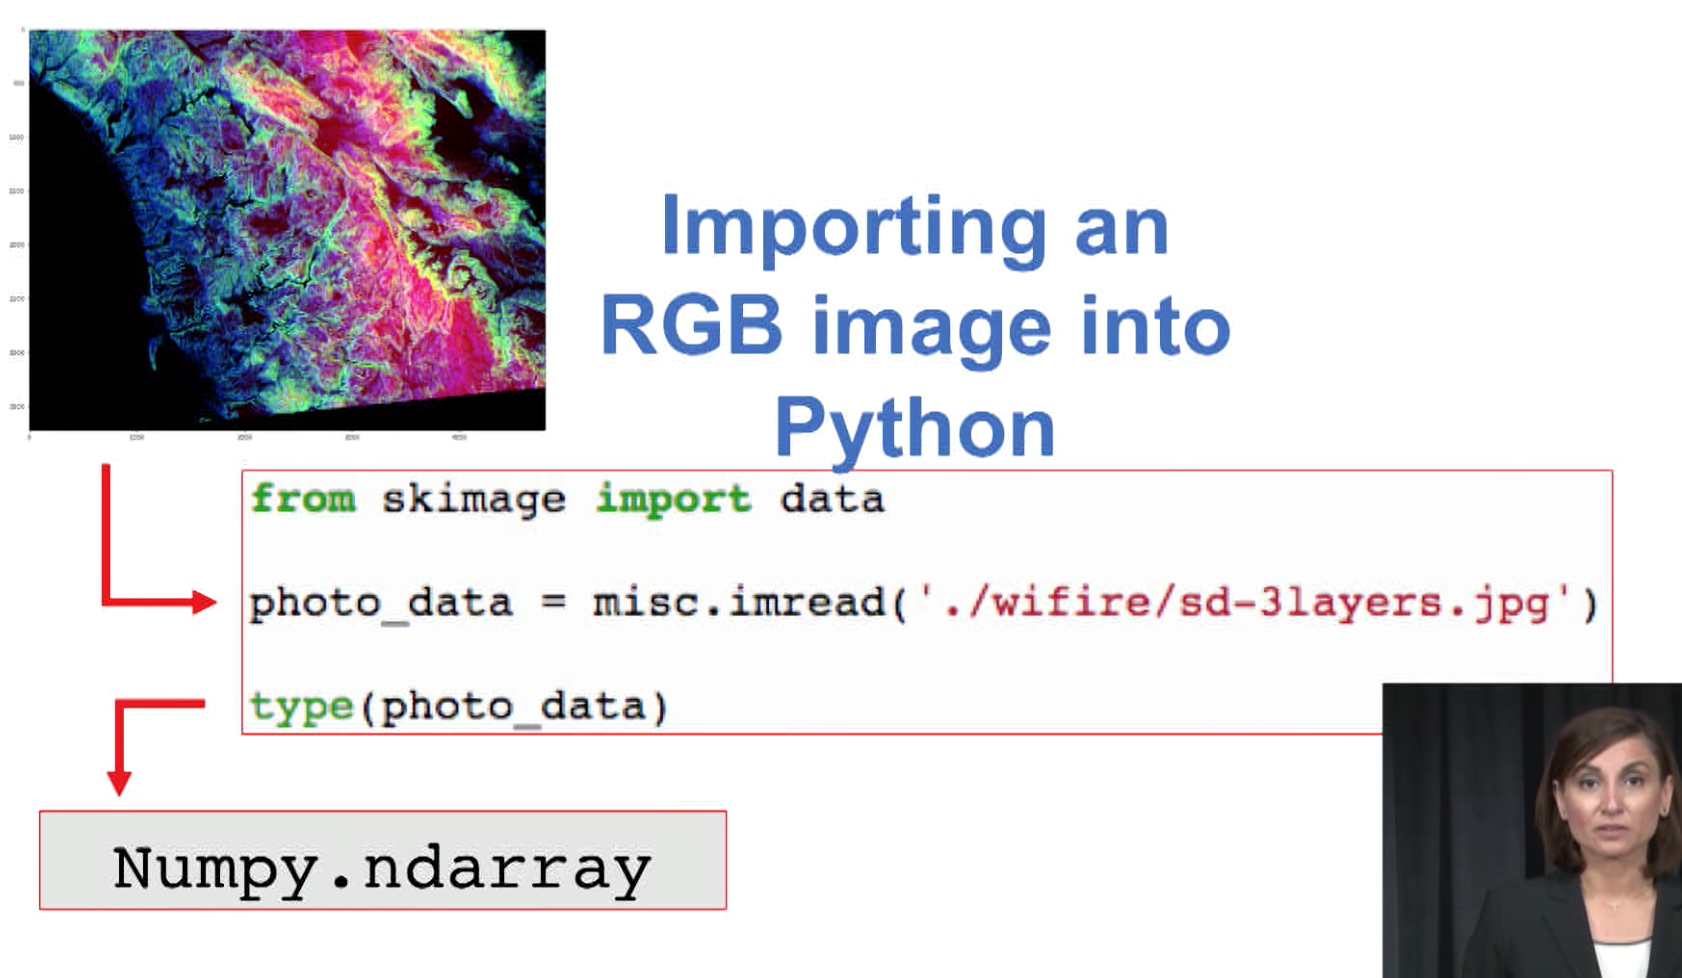 Importing an
RGB image into
Python
from skimage import data
photo_data = misc.imread('./wifire/sd-3layers.jpg')
type(photo_data)
Numpy.ndarray